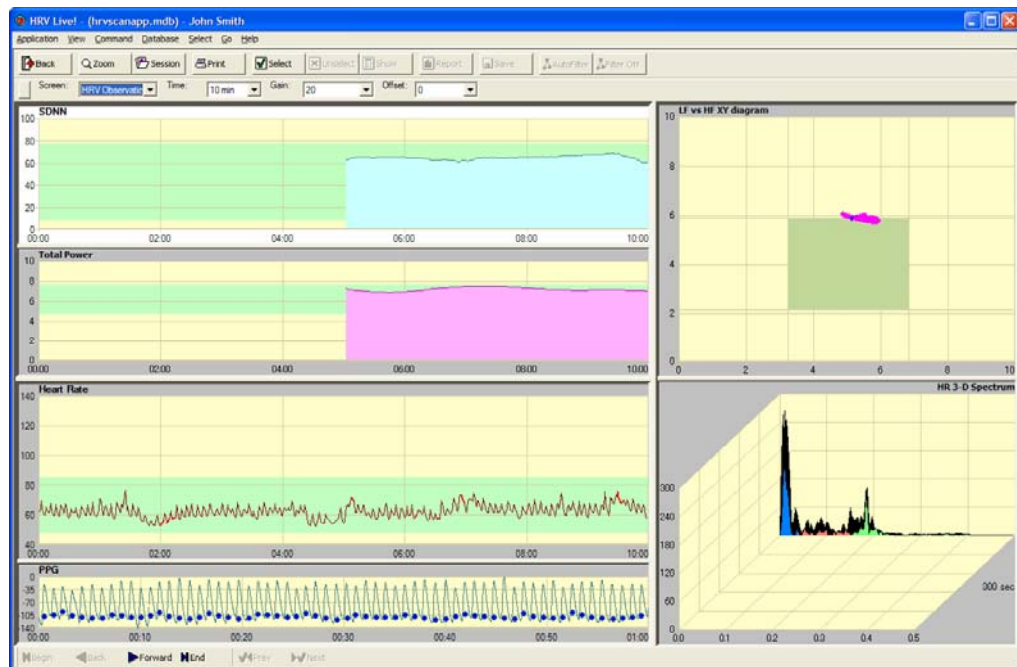 HRV Live! - (hrvscanapp.mdb) - John Smith
Application View Command Database Select Go Help
Back Zoom Session Print Select Unselect Show Report Save AutoFilter Filter Off
Screen: HRV Observatio Time: 10 min Gain: 20 Offset: 0
SDNN
100
80
60
40
20
0
00:00 02:00 04:00 06:00 08:00 10:00
Total Power
10
8
6
4
2
0
00:00 02:00 04:00 06:00 08:00 10:00
Heart Rate
140
120
100
80
60
40
00:00 02:00 04:00 06:00 08:00 10:00
PPG
0
-35
-70
-105
-140
00:00 00:10 00:20 00:30 00:40 00:50 01:00
LF vs HF XY diagram
10
8
6
4
2
0
0 2 4 6 8 10
HR 3-D Spectrum
300
240
180
120
60
0
000 sec
0.0 0.1 0.2 0.3 0.4 0.5
Begin Back Forward End Prev Next